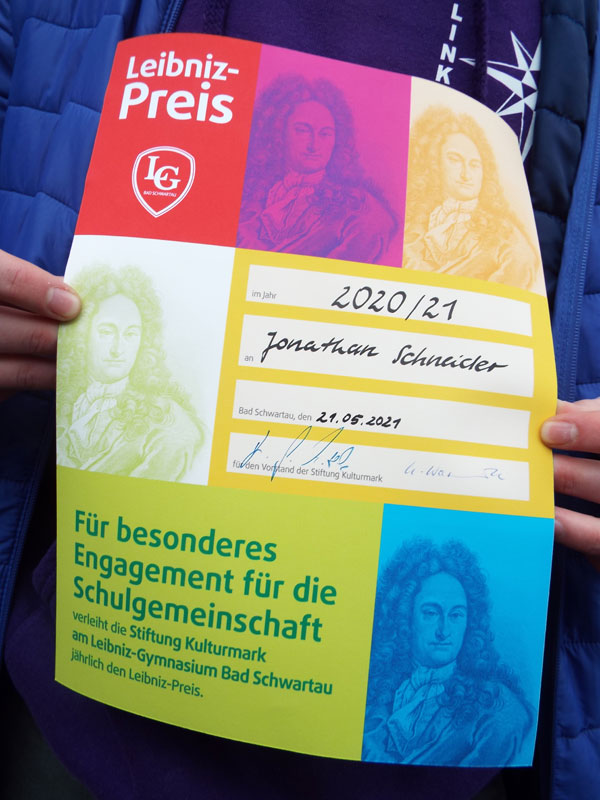 LINK
Leibniz-
Preis
LG
BAD SCHWARTAU
im Jahr 2020/21
an Jonathan Schneider
Bad Schwartau, den 21.05.2021
für den Vorstand der Stiftung Kulturmark
Für besonderes
Engagement für die
Schulgemeinschaft
verleiht die Stiftung Kulturmark
am Leibniz-Gymnasium Bad Schwartau
jährlich den Leibniz-Preis.